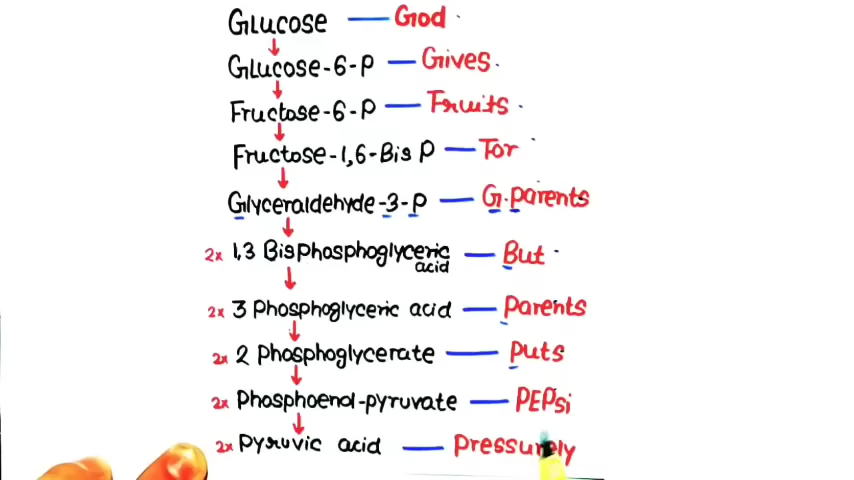 Glucose — God
Glucose-6-P — Gives
Fructose-6-P — Fruits
Fructose-1,6-Bis P — For
Glyceraldehyde-3-P — G.parents
2x 1,3 Bisphosphoglyceric acid — But
2x 3 Phosphoglyceric acid — Parents
2x 2 Phosphoglycerate — Puts
2x Phosphoenol-pyruvate — PEPsi
2x Pyruvic acid — Pressurely